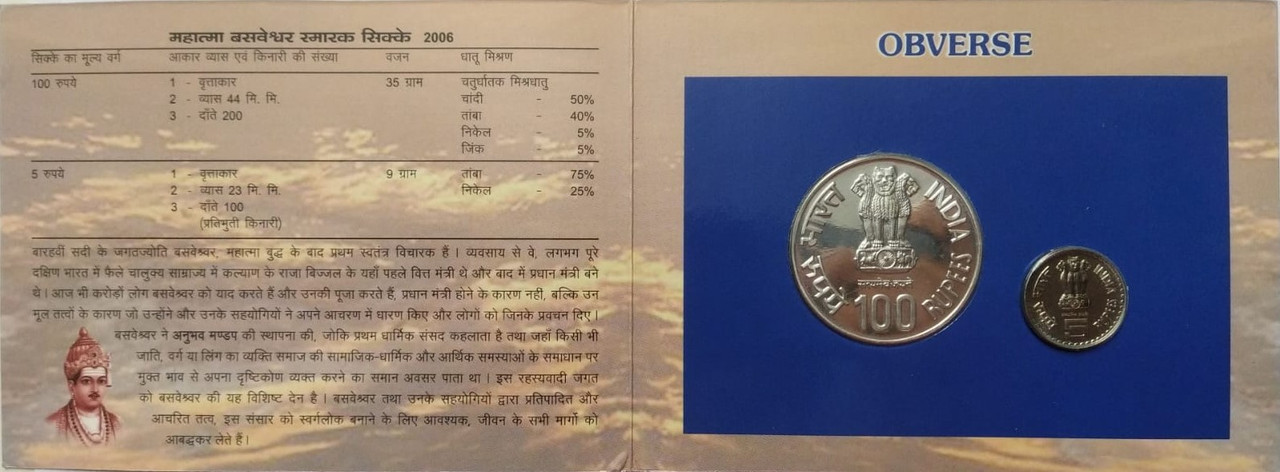 महात्मा बसवेश्वर स्मारक सिक्के 2006
सिक्के का मूल्य वर्ग आकार व्यास एवं किनारी की संख्या वजन धातू मिश्रण
100 रुपये 1 - वृत्ताकार 35 ग्राम चतुर्घातक मिश्रधातु
2 - व्यास 44 मि. मि. चांदी - 50%
3 - दाँते 200 तांबा - 40%
निकेल - 5%
जिंक - 5%
5 रुपये 1 - वृत्ताकार 9 ग्राम तांबा - 75%
2 - व्यास 23 मि. मि. निकेल - 25%
3 - दाँते 100
(प्रतिमुती किनारी)
बारहवीं सदी के जगतज्योति बसवेश्वर, महात्मा बुद्ध के बाद प्रथम स्वतंत्र विचारक हैं । व्यवसाय से वे, लगभग पूरे
दक्षिण भारत में फैले चालुक्य साम्राज्य में कल्याण के राजा बिज्जल के यहाँ पहले वित्त मंत्री थे और बाद में प्रधान मंत्री बने
थे । आज भी करोड़ों लोग बसवेश्वर को याद करते हैं और उनकी पूजा करते हैं, प्रधान मंत्री होने के कारण नही, बल्कि उन
मूल तत्वों के कारण जो उन्होंने और उनके सहयोगियों ने अपने आचरण में धारण किए और लोगों को जिनके प्रवचन दिए ।
बसवेश्वर ने अनुभव मण्डप की स्थापना की, जोकि प्रथम धार्मिक संसद कहलाता है तथा जहाँ किसी भी
जाति, वर्ग या लिंग का व्यक्ति समाज की सामाजिक-धार्मिक और आर्थिक समस्याओं के समाधान पर
मुक्त भाव से अपना दृष्टिकोण व्यक्त करने का समान अवसर पाता था । इस रहस्यवादी जगत
को बसवेश्वर की यह विशिष्ट देन है । बसवेश्वर तथा उनके सहयोगियों द्वारा प्रतिपादित और
आचरित तत्व, इस संसार को स्वर्गलोक बनाने के लिए आवश्यक, जीवन के सभी मार्गो को
आबद्धकर लेते हैं ।
OBVERSE
भारत INDIA
रुपये RUPEES
सत्यमेव जयते
100
भारत INDIA
रुपये RUPEES